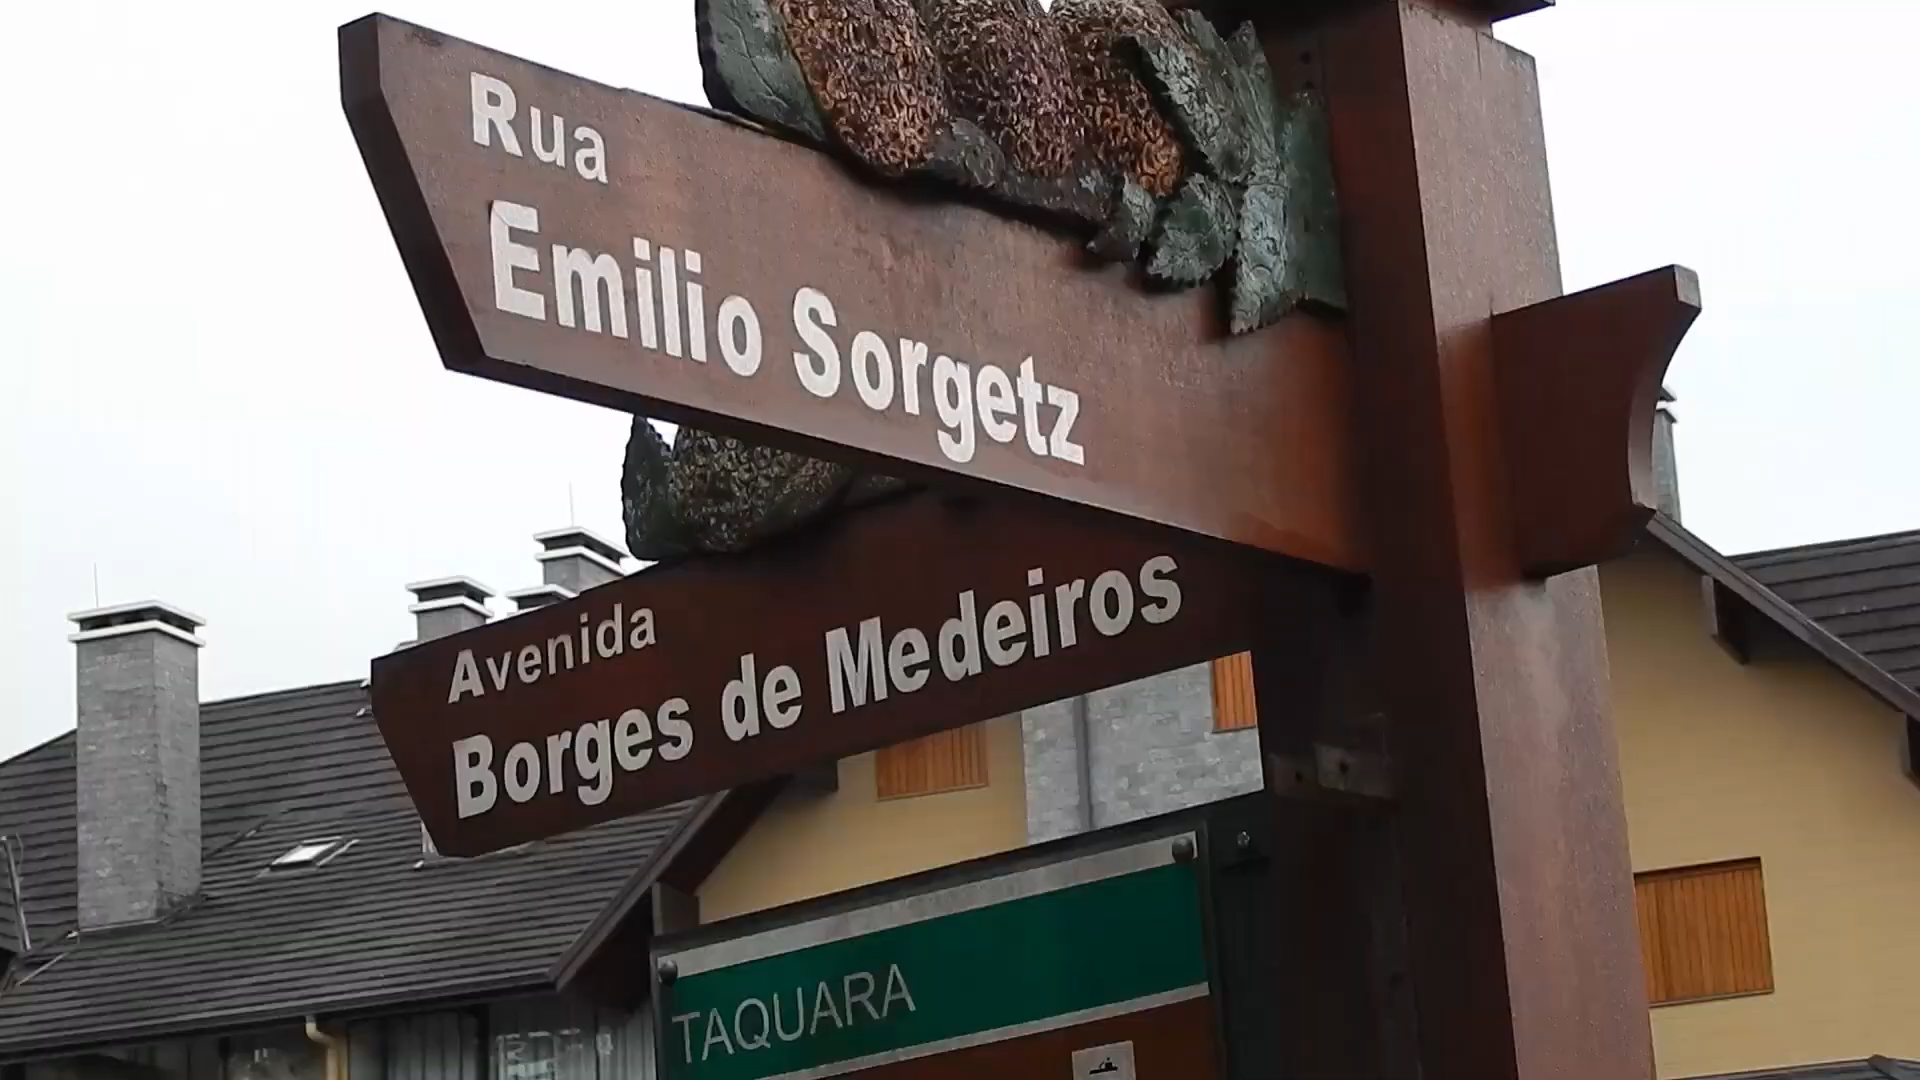 Rua
Emilio Sorgetz
Avenida
Borges de Medeiros
TAQUARA